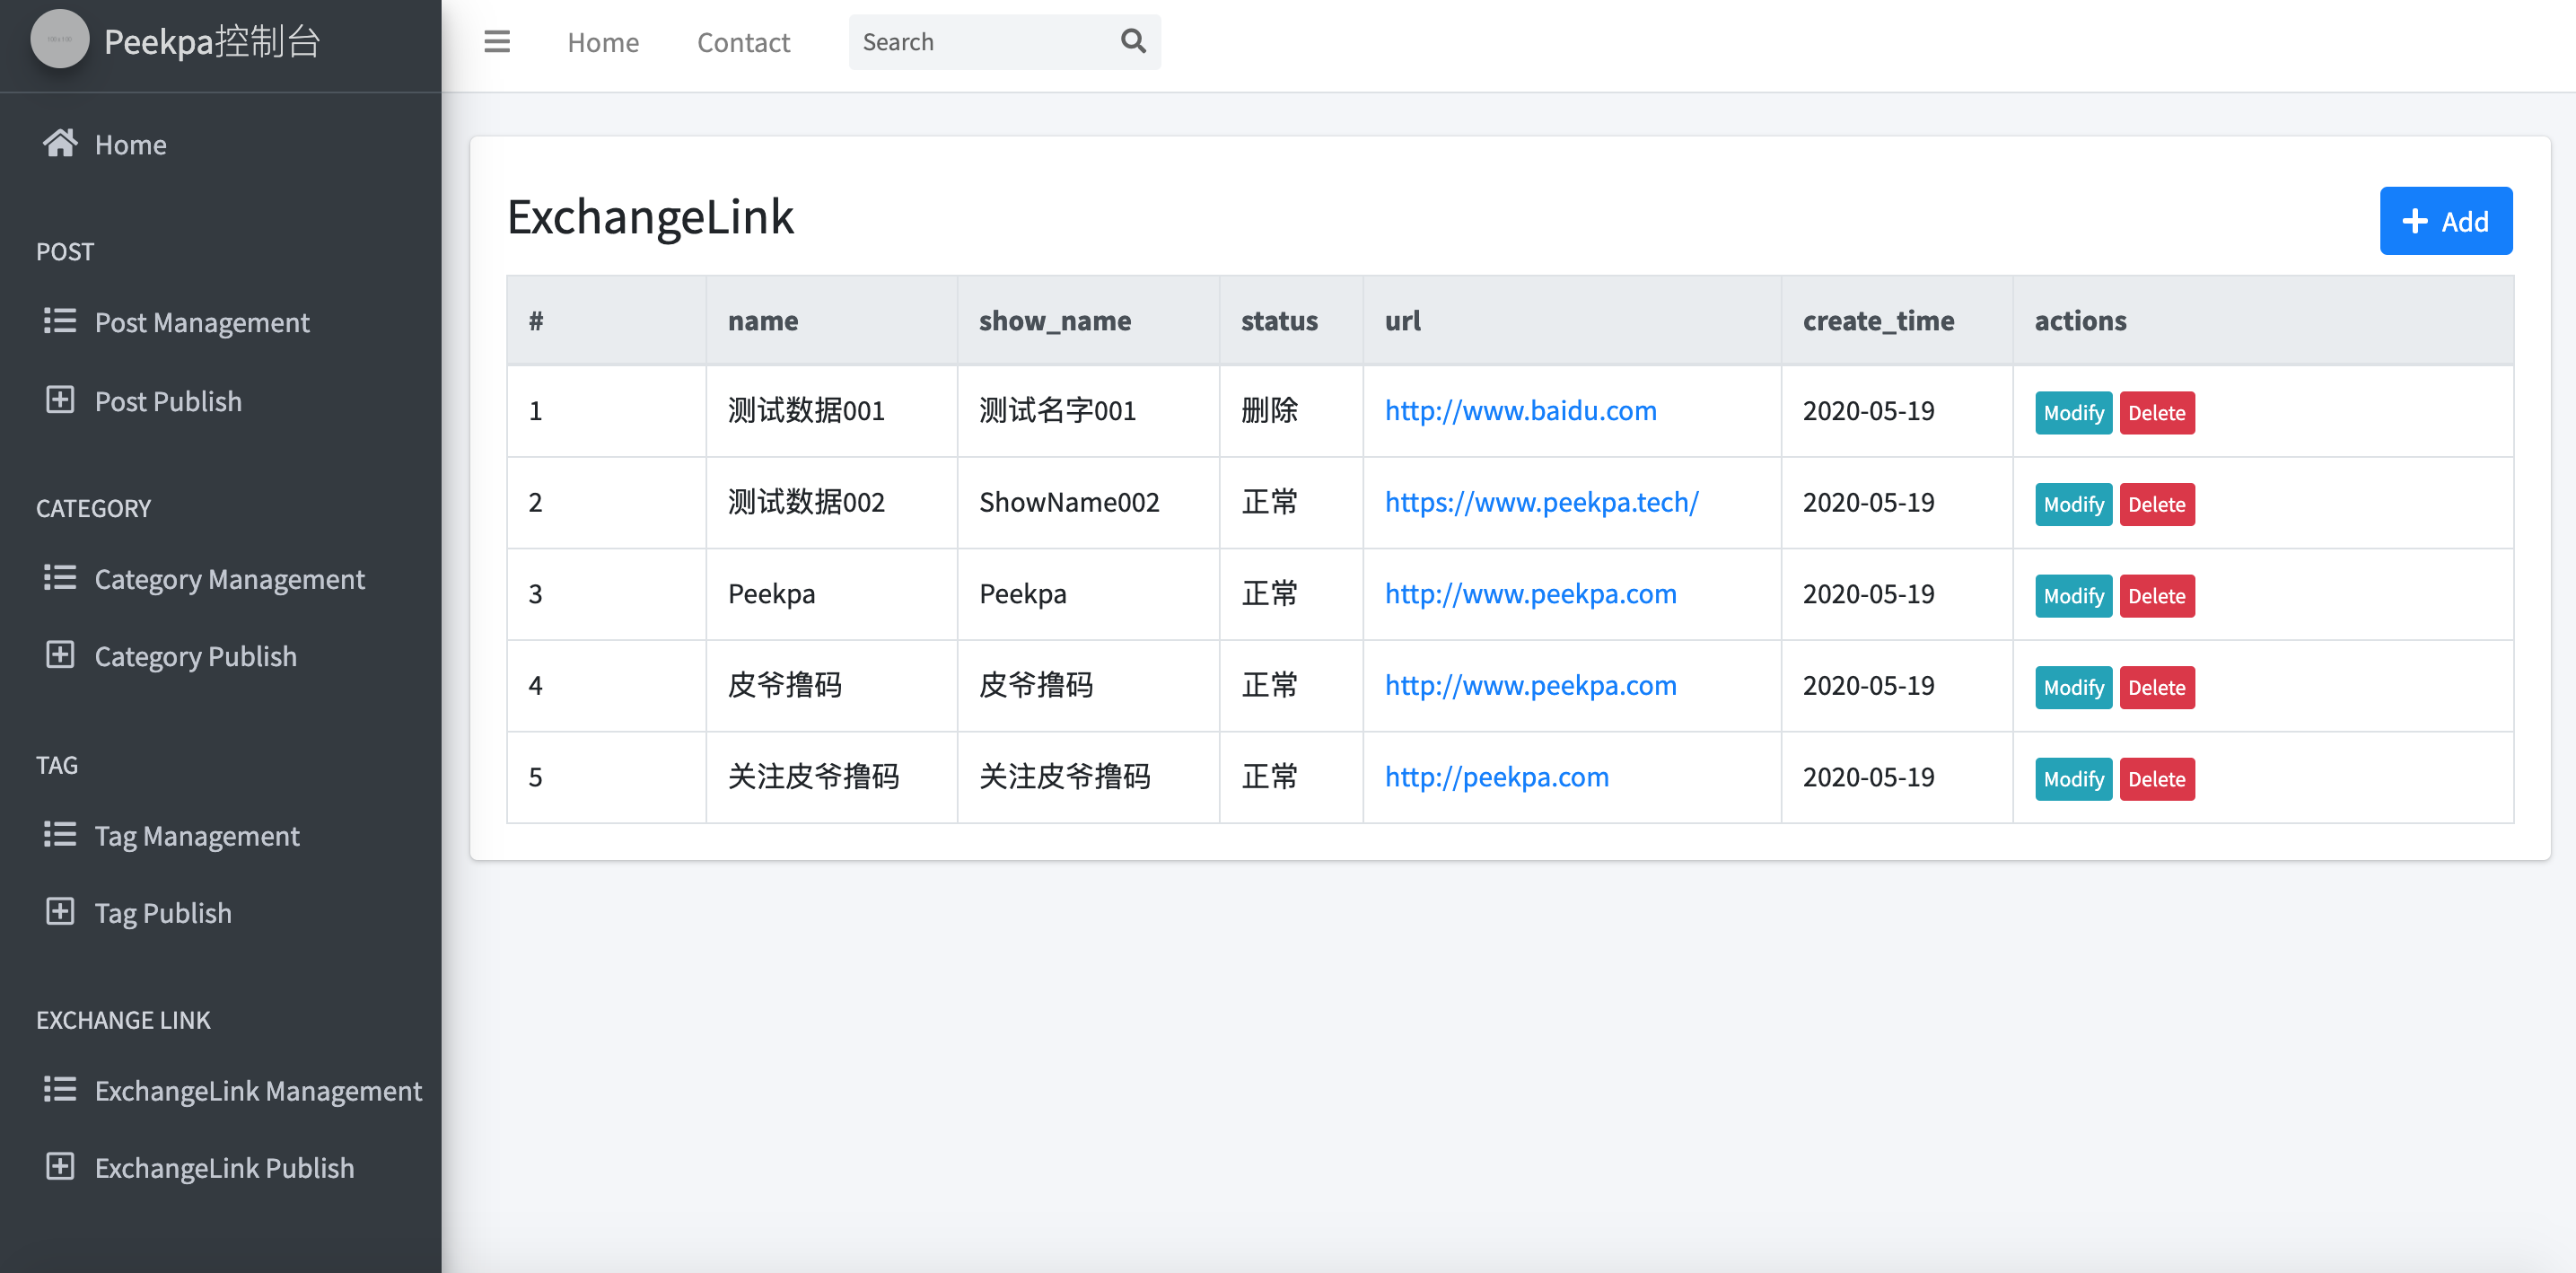 Peekpa控制台
Home
POST
Post Management
Post Publish
CATEGORY
Category Management
Category Publish
TAG
Tag Management
Tag Publish
EXCHANGE LINK
ExchangeLink Management
ExchangeLink Publish
Home Contact Search
ExchangeLink
Add
# name show_name status url create_time actions
1 测试数据001 测试名字001 删除 http://www.baidu.com 2020-05-19 Modify Delete
2 测试数据002 ShowName002 正常 https://www.peekpa.tech/ 2020-05-19 Modify Delete
3 Peekpa Peekpa 正常 http://www.peekpa.com 2020-05-19 Modify Delete
4 皮爷撸码 皮爷撸码 正常 http://www.peekpa.com 2020-05-19 Modify Delete
5 关注皮爷撸码 关注皮爷撸码 正常 http://peekpa.com 2020-05-19 Modify Delete